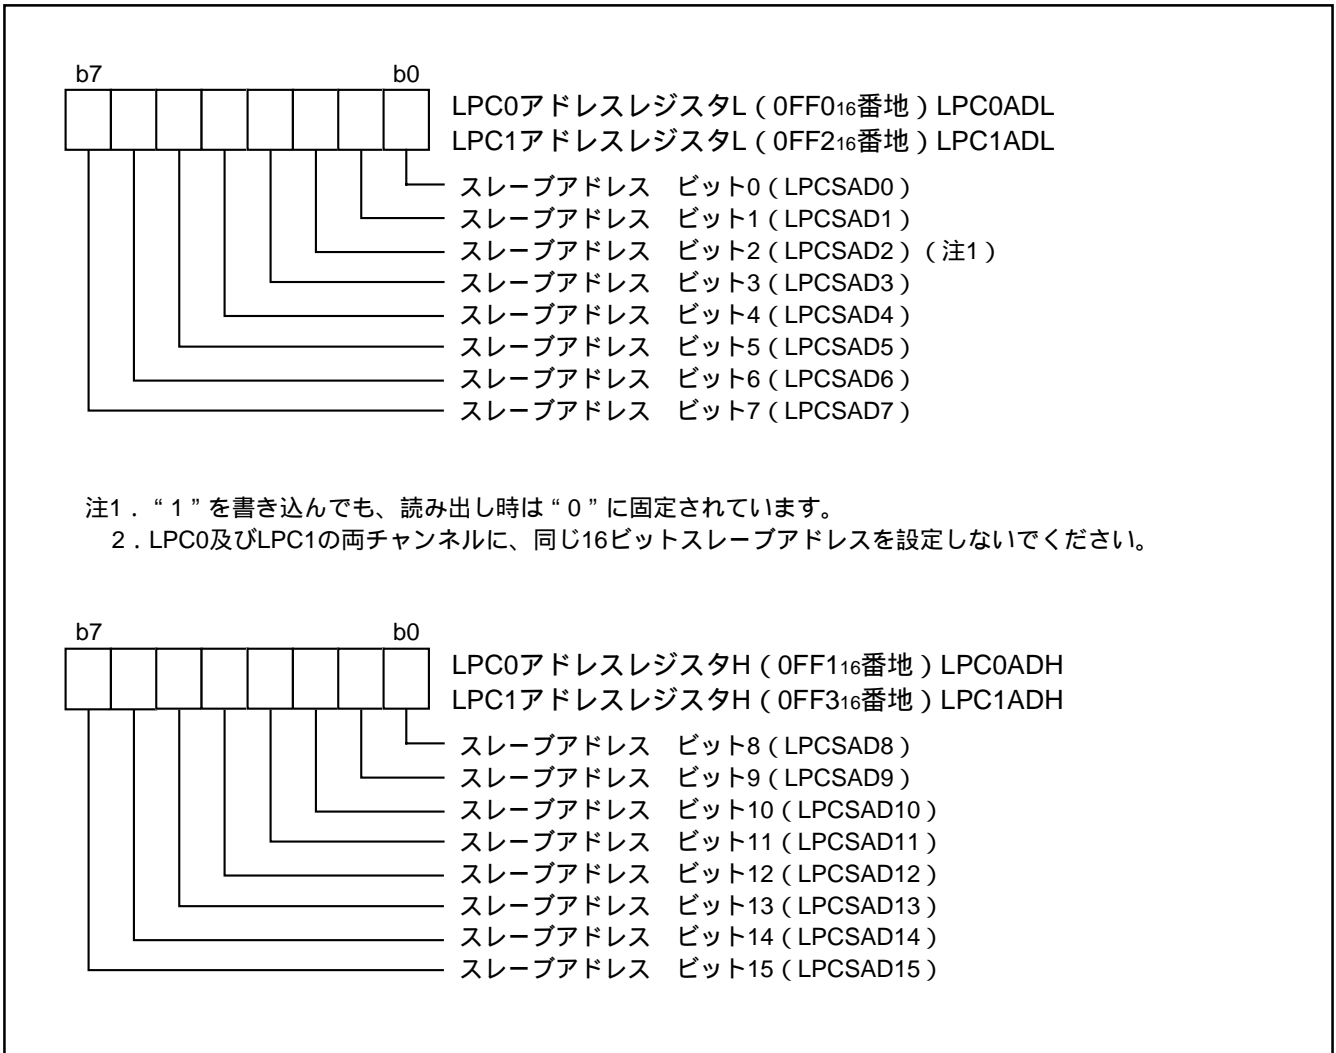 b7 b0
LPC0アドレスレジスタL(0FF016番地)LPC0ADL
LPC1アドレスレジスタL(0FF216番地)LPC1ADL
スレーブアドレス ビット0(LPCSAD0)
スレーブアドレス ビット1(LPCSAD1)
スレーブアドレス ビット2(LPCSAD2)(注1)
スレーブアドレス ビット3(LPCSAD3)
スレーブアドレス ビット4(LPCSAD4)
スレーブアドレス ビット5(LPCSAD5)
スレーブアドレス ビット6(LPCSAD6)
スレーブアドレス ビット7(LPCSAD7)
注1.“1”を書き込んでも、読み出し時は“0”に固定されています。
2.LPC0及びLPC1の両チャンネルに、同じ16ビットスレーブアドレスを設定しないでください。
b7 b0
LPC0アドレスレジスタH(0FF116番地)LPC0ADH
LPC1アドレスレジスタH(0FF316番地)LPC1ADH
スレーブアドレス ビット8(LPCSAD8)
スレーブアドレス ビット9(LPCSAD9)
スレーブアドレス ビット10(LPCSAD10)
スレーブアドレス ビット11(LPCSAD11)
スレーブアドレス ビット12(LPCSAD12)
スレーブアドレス ビット13(LPCSAD13)
スレーブアドレス ビット14(LPCSAD14)
スレーブアドレス ビット15(LPCSAD15)